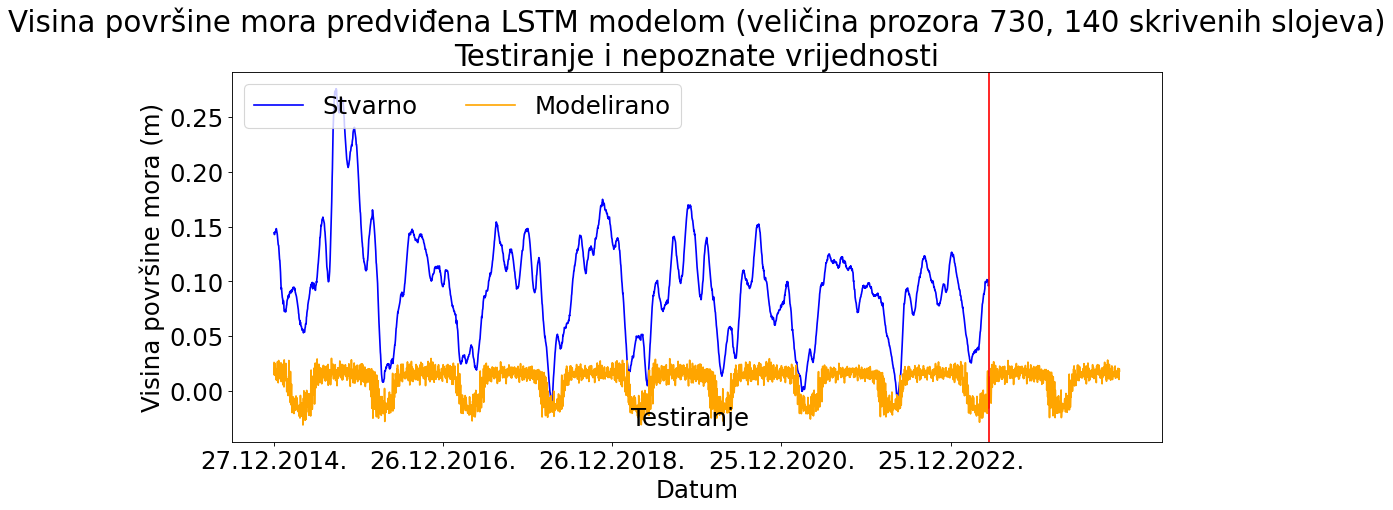 Visina površine mora predviđena LSTM modelom (veličina prozora 730, 140 skrivenih slojeva)
Testiranje i nepoznate vrijednosti
Stvarno
Modelirano
Visina površine mora (m)
0.25
0.20
0.15
0.10
0.05
0.00
Testiranje
27.12.2014.
26.12.2016.
26.12.2018.
25.12.2020.
25.12.2022.
Datum